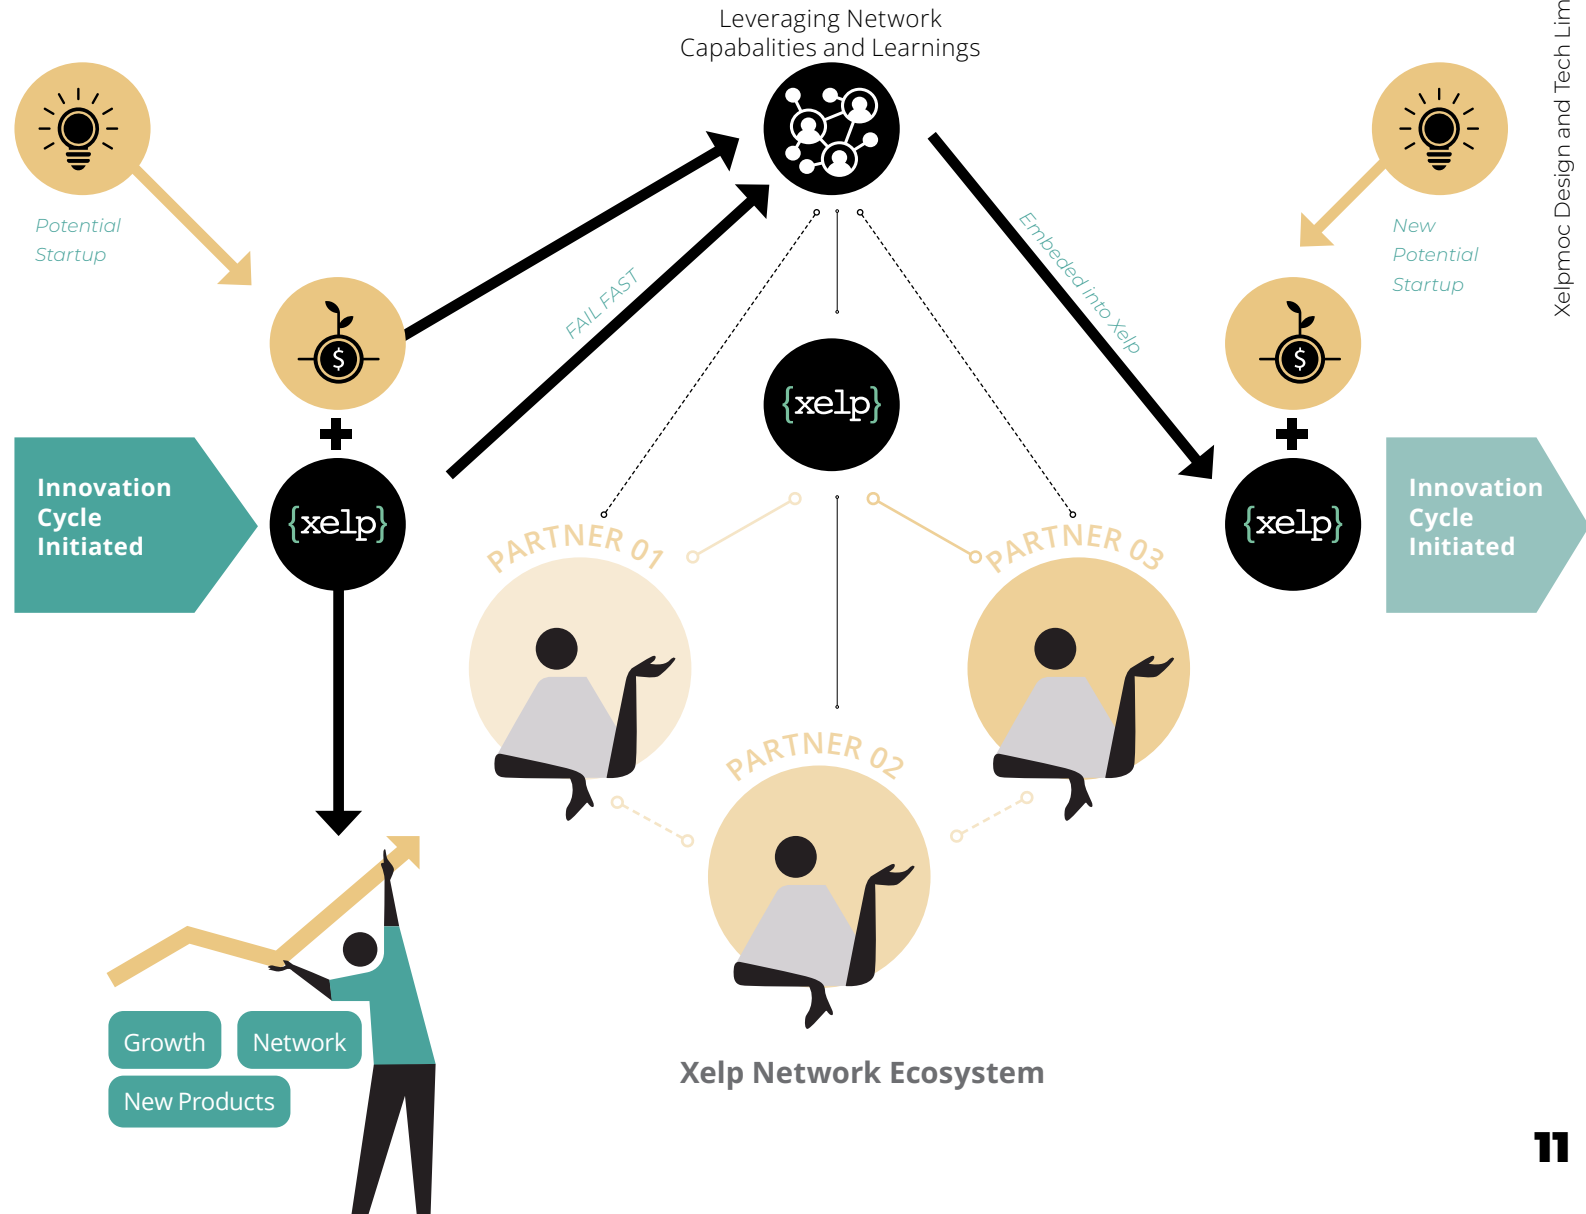 Leveraging Network
Capabalities and Learnings
Xelpmoc Design and Tech Lim
Potential
Startup
New
Potential
Startup
FAIL FAST
Embeded into Xelp
$
$
{xelp}
Innovation
Cycle
Initiated
{xelp}
{xelp}
Innovation
Cycle
Initiated
PARTNER 01
PARTNER 03
PARTNER 02
Growth
Network
New Products
Xelp Network Ecosystem
11